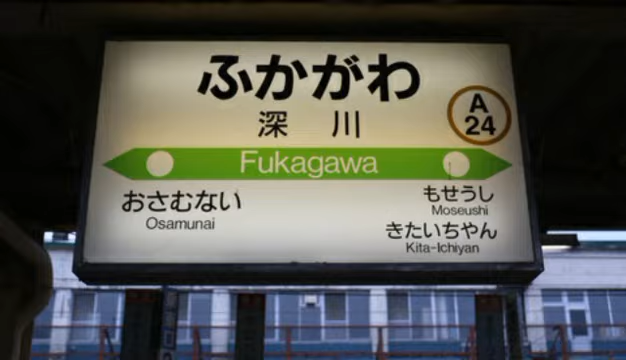 ふかがわ
深 川
A
24
Fukagawa
おさむない
Osamunai
もせうし
Moseushi
きたいちやん
Kita-Ichiyan